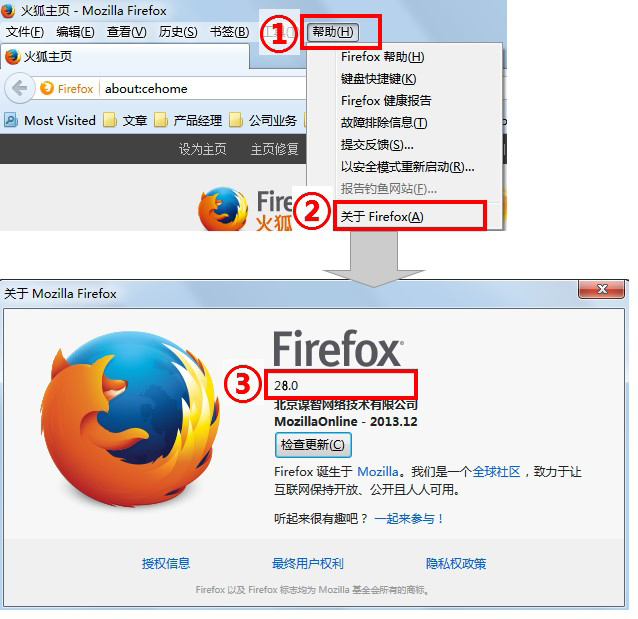 火狐主页 - Mozilla Firefox
文件(F) 编辑(E) 查看(V) 历史(S) 书签(B) 工具(T) ① 帮助(H)
火狐主页
Firefox about:cehome
Most Visited 文章 产品经理 公司业务
设为主页 主页修复
Fire
火狐
Firefox 帮助(H)
键盘快捷键(K)
Firefox 健康报告
故障排除信息(T)
提交反馈(S)...
以安全模式重新启动(R)...
报告钓鱼网站(F)...
② 关于 Firefox(A)
关于 Mozilla Firefox
Firefox
③ 28.0
北京谋智网络技术有限公司
MozillaOnline - 2013.12
检查更新(C)
Firefox 诞生于 Mozilla。我们是一个全球社区，致力于让
互联网保持开放、公开且人人可用。
听起来很有趣吧？ 一起来参与！
授权信息 最终用户权利 隐私权政策
Firefox 以及 Firefox 标志均为 Mozilla 基金会所有的商标。